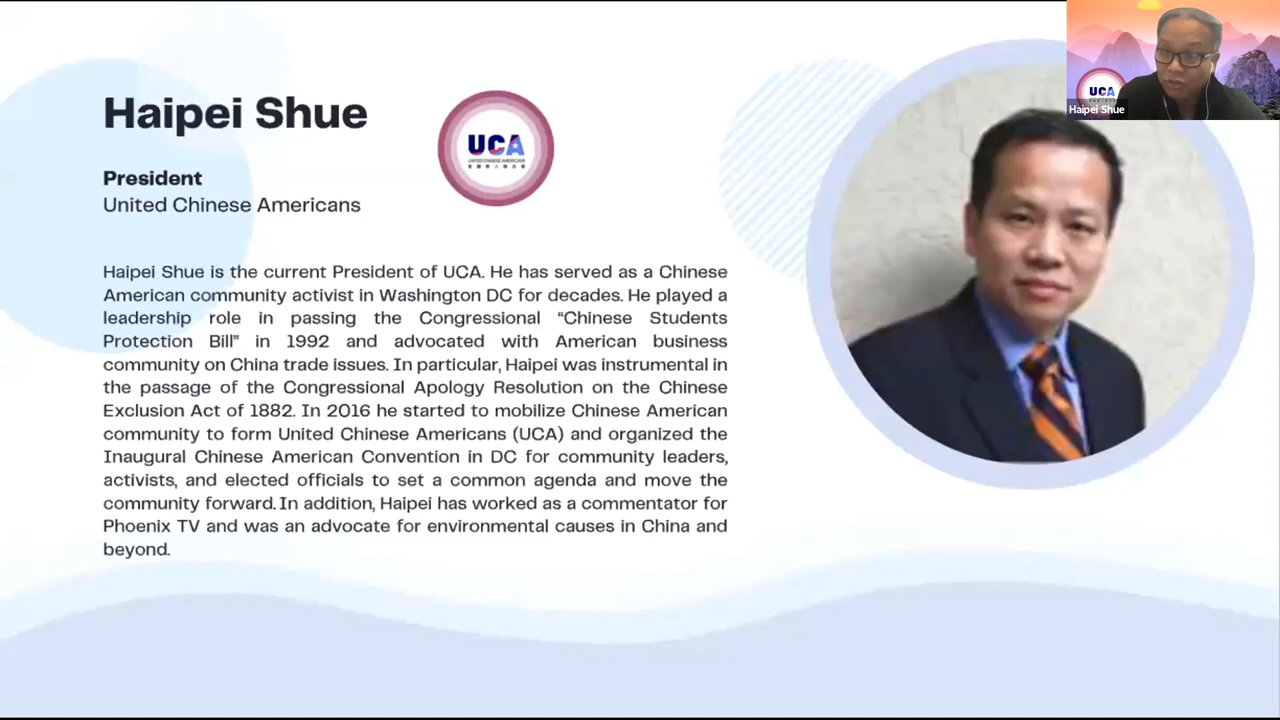 Haipei Shue
President
United Chinese Americans
UCA
UNITED CHINESE AMERICANS
Haipei Shue is the current President of UCA. He has served as a Chinese
American community activist in Washington DC for decades. He played a
leadership role in passing the Congressional “Chinese Students
Protection Bill” in 1992 and advocated with American business
community on China trade issues. In particular, Haipei was instrumental in
the passage of the Congressional Apology Resolution on the Chinese
Exclusion Act of 1882. In 2016 he started to mobilize Chinese American
community to form United Chinese Americans (UCA) and organized the
Inaugural Chinese American Convention in DC for community leaders,
activists, and elected officials to set a common agenda and move the
community forward. In addition, Haipei has worked as a commentator for
Phoenix TV and was an advocate for environmental causes in China and
beyond.
UCA
Haipei Shue